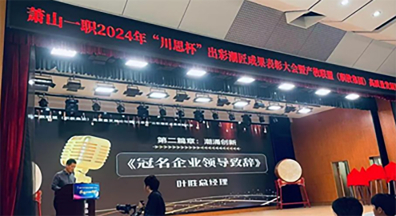 萧山一职2024年“川思杯”出彩潮匠成果表彰大会暨产教联盟
第二篇章：潮涌创新
《冠名企业领导致辞》
叶胜总经理